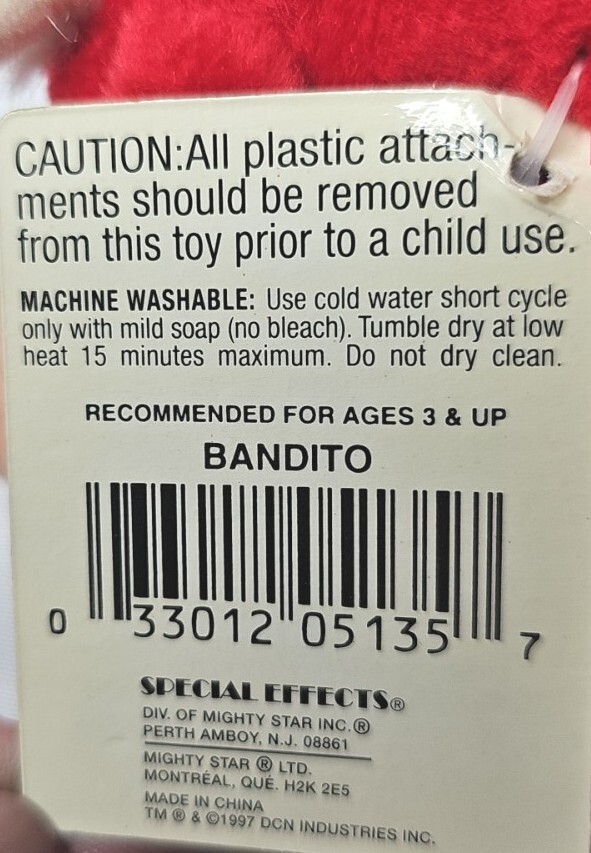 CAUTION:All plastic attach-
ments should be removed
from this toy prior to a child use.
MACHINE WASHABLE: Use cold water short cycle
only with mild soap (no bleach). Tumble dry at low
heat 15 minutes maximum. Do not dry clean.
RECOMMENDED FOR AGES 3 & UP
BANDITO
0 33012 05135 7
SPECIAL EFFECTS®
DIV. OF MIGHTY STAR INC.®
PERTH AMBOY, N.J. 08861
MIGHTY STAR ® LTD.
MONTRÉAL, QUÉ. H2K 2E5
MADE IN CHINA
TM ® & ©1997 DCN INDUSTRIES INC.